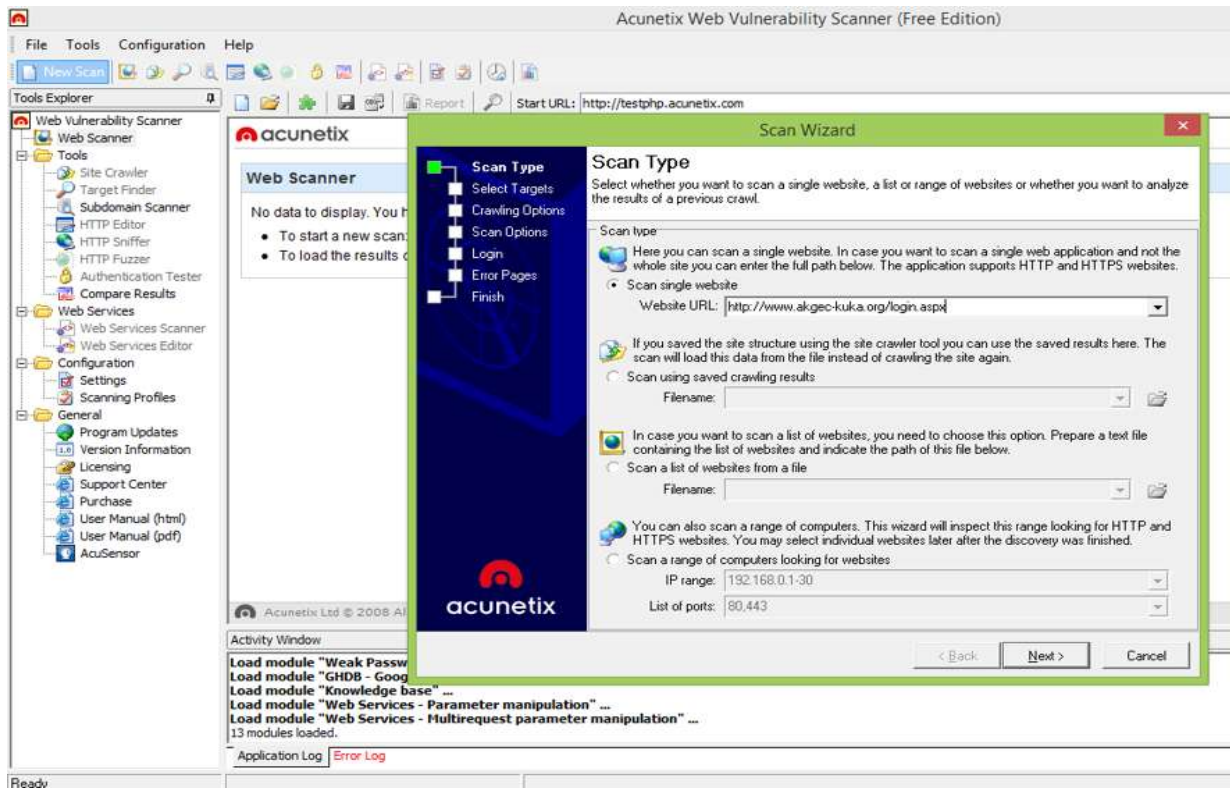 Acunetix Web Vulnerability Scanner (Free Edition)
File Tools Configuration Help
New Scan
Tools Explorer
Report Start URL: http://testphp.acunetix.com
Web Vulnerability Scanner
Web Scanner
Tools
Site Crawler
Target Finder
Subdomain Scanner
HTTP Editor
HTTP Sniffer
HTTP Fuzzer
Authentication Tester
Compare Results
Web Services
Web Services Scanner
Web Services Editor
Configuration
Settings
Scanning Profiles
General
Program Updates
Version Information
Licensing
Support Center
Purchase
User Manual (html)
User Manual (pdf)
AcuSensor
acunetix
Web Scanner
No data to display. You
To start a new scan:
To load the results
Acunetix Ltd © 2008
Scan Wizard
Scan Type
Select Targets
Crawling Options
Scan Options
Login
Error Pages
Finish
acunetix
Scan Type
Select whether you want to scan a single website, a list or range of websites or whether you want to analyze
the results of a previous crawl.
Scan type
Here you can scan a single website. In case you want to scan a single web application and not the
whole site you can enter the full path below. The application supports HTTP and HTTPS websites.
Scan single website
Website URL: http://www.akgec-kuka.org/login.aspx
If you saved the site structure using the site crawler tool you can use the saved results here. The
scan will load this data from the file instead of crawling the site again.
Scan using saved crawling results
Filename:
In case you want to scan a list of websites, you need to choose this option. Prepare a text file
containing the list of websites and indicate the path of this file below.
Scan a list of websites from a file
Filename:
You can also scan a range of computers. This wizard will inspect this range looking for HTTP and
HTTPS websites. You may select individual websites later after the discovery was finished.
Scan a range of computers looking for websites
IP range: 192.168.0.1-30
List of ports: 80,443
< Back Next > Cancel
Activity Window
Load module "Weak Passw
Load module "GHDB - Goog
Load module "Knowledge base" ...
Load module "Web Services - Parameter manipulation" ...
Load module "Web Services - Multirequest parameter manipulation" ...
13 modules loaded.
Application Log Error Log
Ready